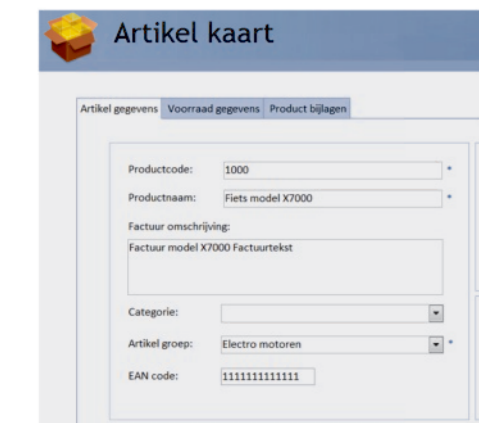 Artikel kaart
Artikel gegevens Voorraad gegevens Product bijlagen
Productcode: 1000 *
Productnaam: Fiets model X7000 *
Factuur omschrijving:
Factuur model X7000 Factuurtekst
Categorie:
Artikel groep: Electro motoren *
EAN code: 1111111111111